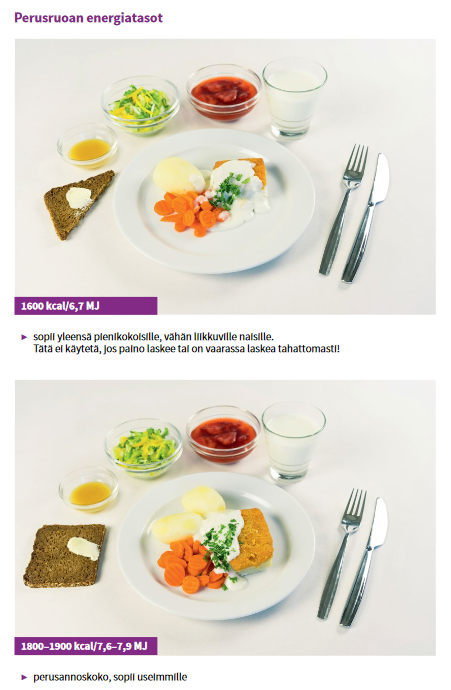 Perusruoan energiatasot
1600 kcal/6,7 MJ
▶ sopii yleensä pienikokoisille, vähän liikkuville naisille.
Tätä ei käytetä, jos paino laskee tai on vaarassa laskea tahattomasti!
1800–1900 kcal/7,6–7,9 MJ
▶ perusannoskoko, sopii useimmille